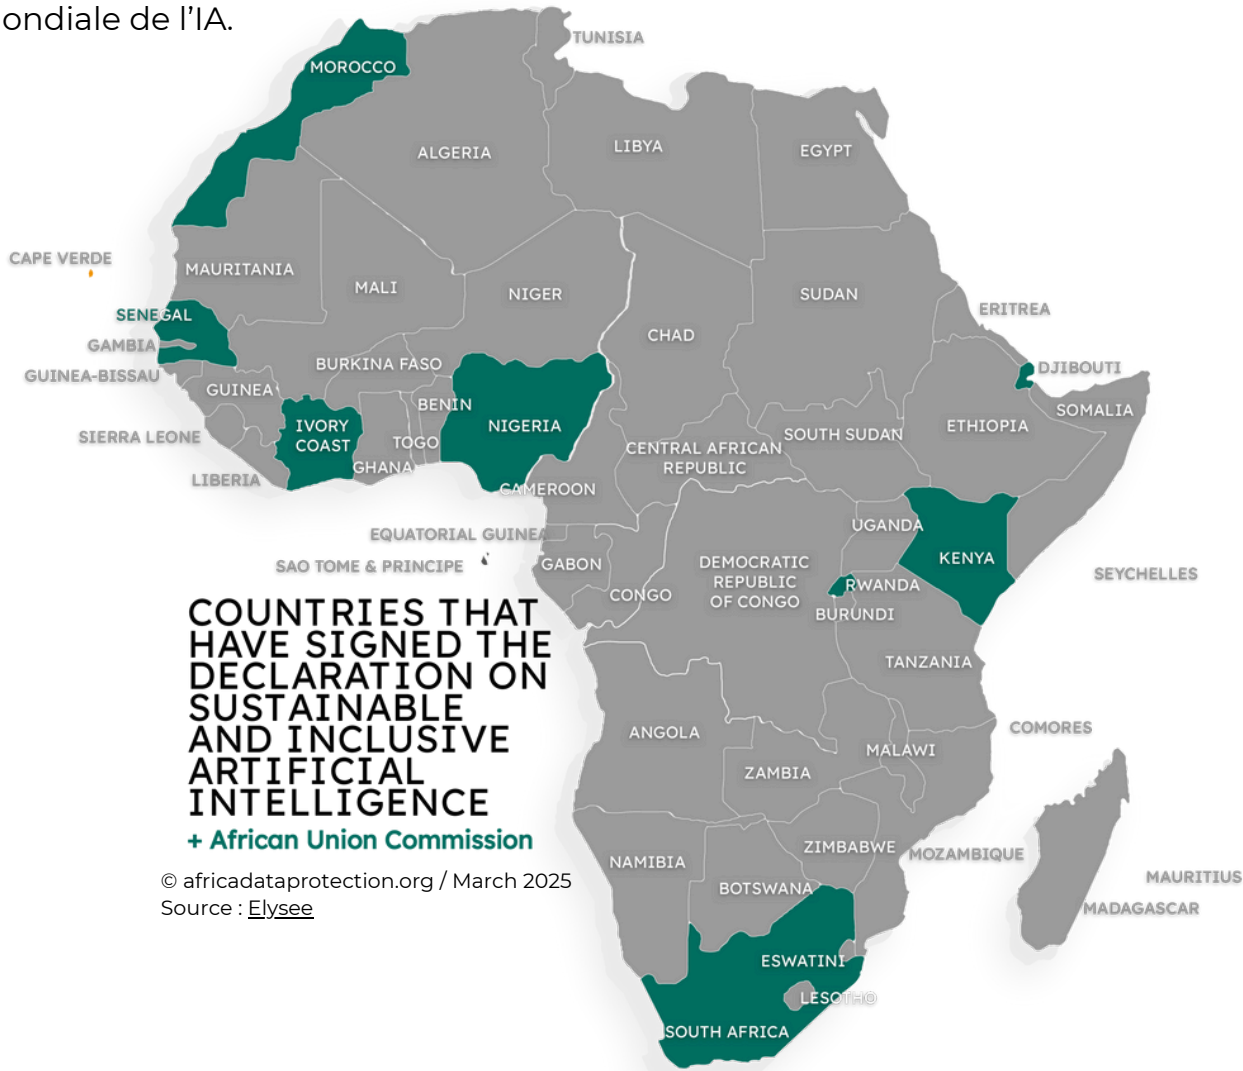 ondiale de l'IA.
TUNISIA
MOROCCO
ALGERIA
LIBYA
EGYPT
CAPE VERDE
MAURITANIA
MALI
NIGER
SUDAN
CHAD
ERITREA
SENEGAL
GAMBIA
GUINEA-BISSAU
BURKINA FASO
DJIBOUTI
GUINEA
BENIN
SOMALIA
IVORY
COAST
NIGERIA
ETHIOPIA
SIERRA LEONE
TOGO
SOUTH SUDAN
CENTRAL AFRICAN
REPUBLIC
GHANA
LIBERIA
CAMEROON
EQUATORIAL GUINEA
UGANDA
KENYA
SAO TOME & PRINCIPE
GABON
DEMOCRATIC
REPUBLIC
OF CONGO
SEYCHELLES
CONGO
RWANDA
BURUNDI
COUNTRIES THAT
HAVE SIGNED THE
DECLARATION ON
SUSTAINABLE
AND INCLUSIVE
ARTIFICIAL
INTELLIGENCE
+ African Union Commission
© africadataprotection.org / March 2025
Source : Elysee
TANZANIA
ANGOLA
COMORES
MALAWI
ZAMBIA
ZIMBABWE
MOZAMBIQUE
NAMIBIA
BOTSWANA
MAURITIUS
MADAGASCAR
ESWATINI
LESOTHO
SOUTH AFRICA